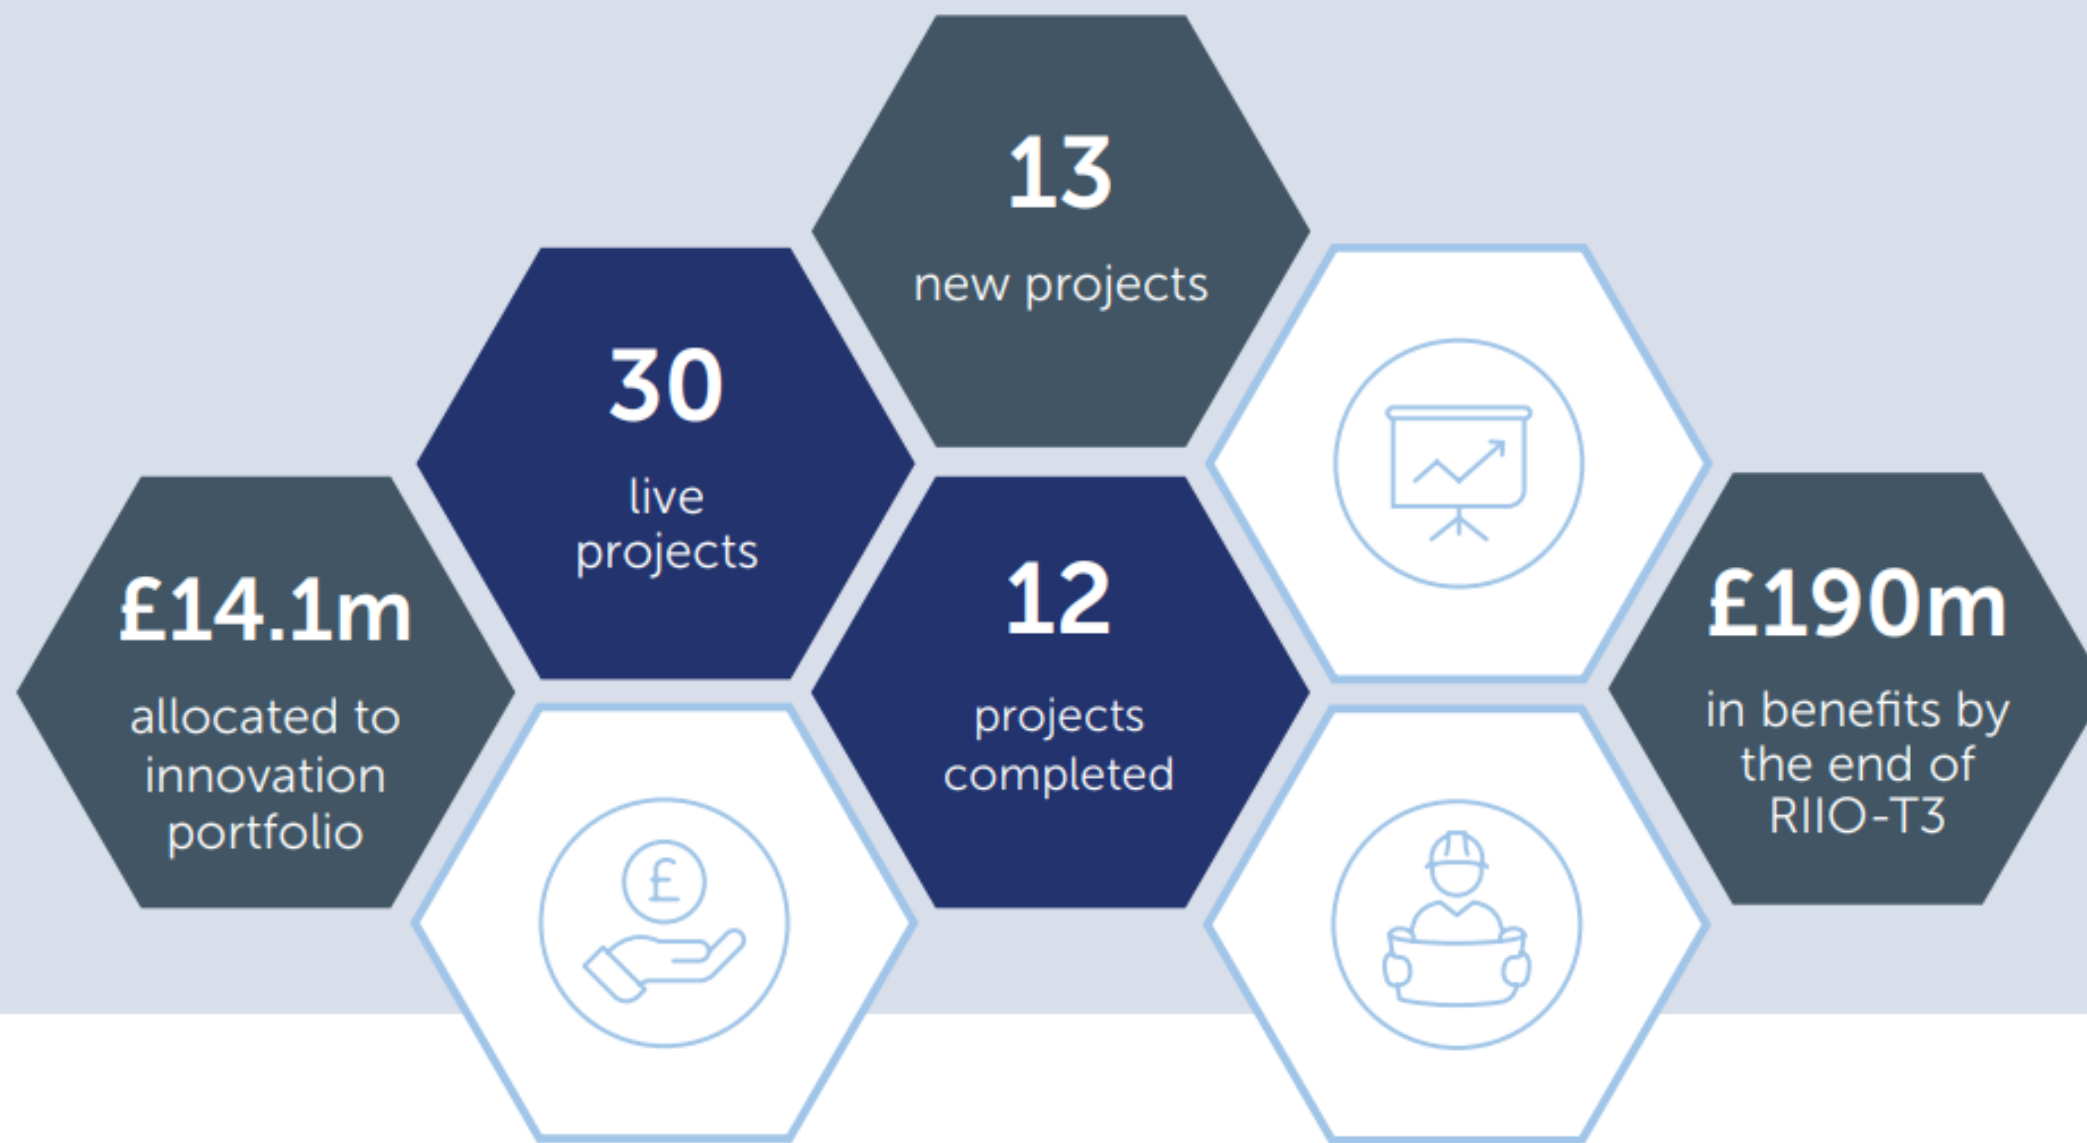 13
new projects
30
live
projects
£14.1m
allocated to
innovation
portfolio
12
projects
completed
£190m
in benefits by
the end of
RIIO-T3
£